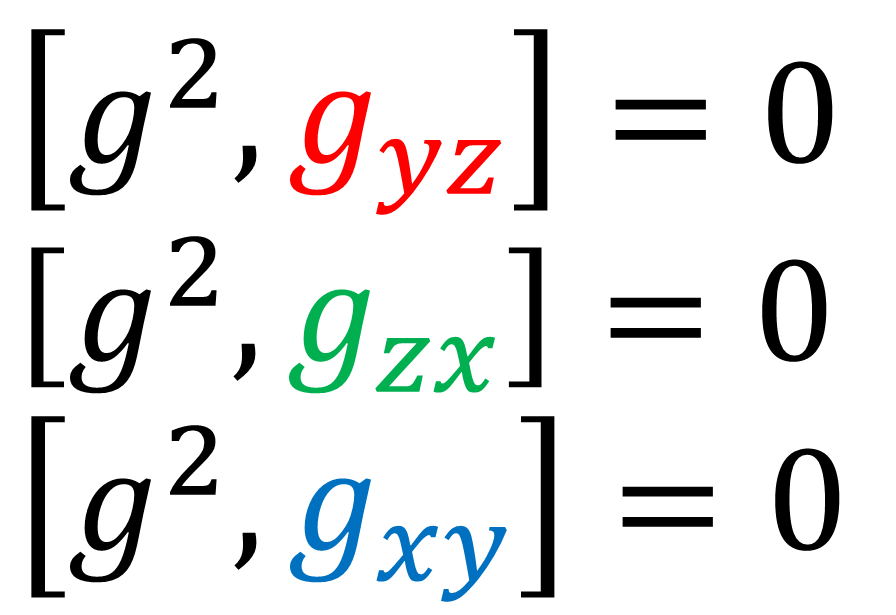 [g², g_yz] = 0
[g², g_zx] = 0
[g², g_xy] = 0